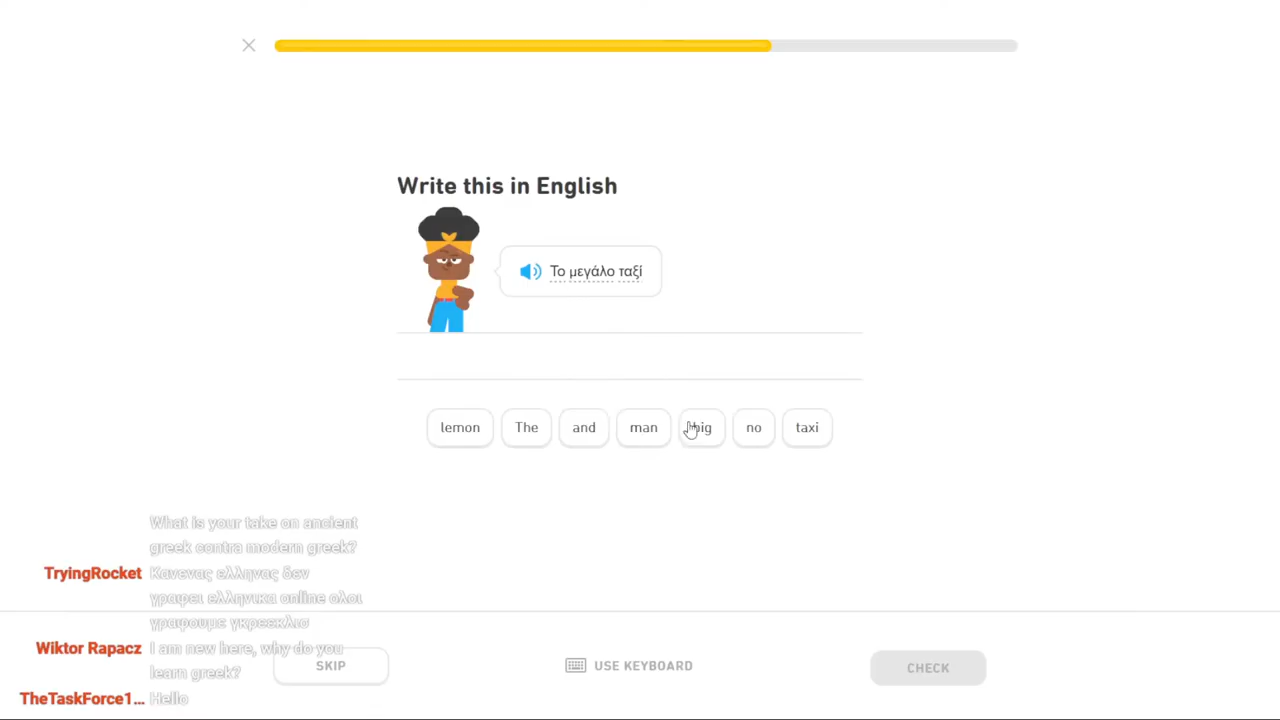 Write this in English
Το μεγάλο ταξί
lemon The and man big no taxi
What is your take on ancient
greek contra modern greek?
TryingRocket Κανενας ελληνας δεν
γραφει ελληνικα online ολοι
γραφουμε γκρεεκλισ
Wiktor Rapacz I am new here, why do you
learn greek?
TheTaskForce1... Hello
SKIP USE KEYBOARD CHECK